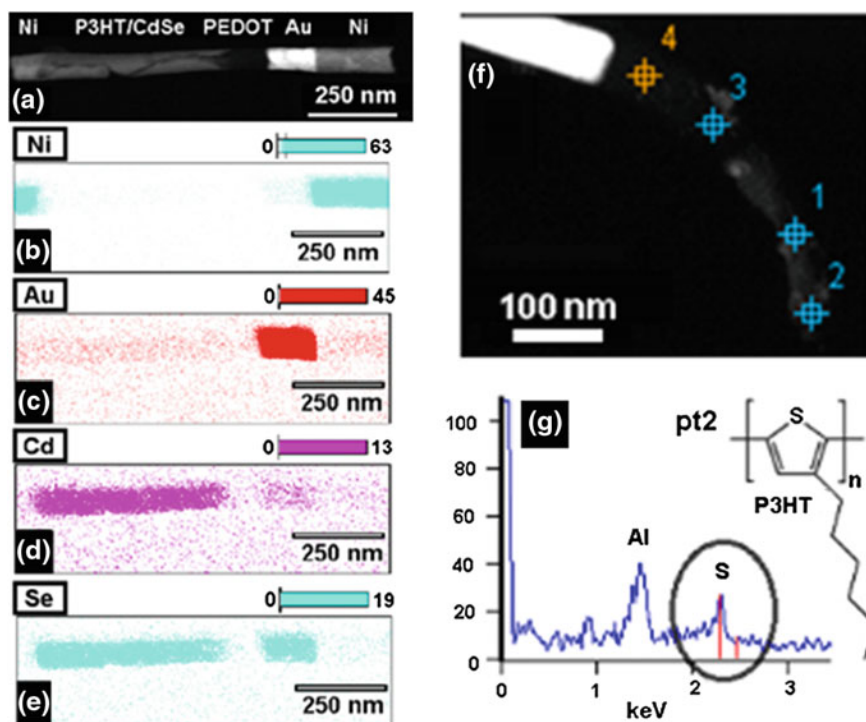 Ni P3HT/CdSe PEDOT Au Ni
(a)
250 nm
Ni 0 63
250 nm
(b)
Au 0 45
250 nm
(c)
Cd 0 13
250 nm
(d)
Se 0 19
250 nm
(e)
(f)
4
3
1
2
100 nm
(g)
pt2
S
n
P3HT
Al
S
100
80
60
40
20
0
0 1 2 3
keV